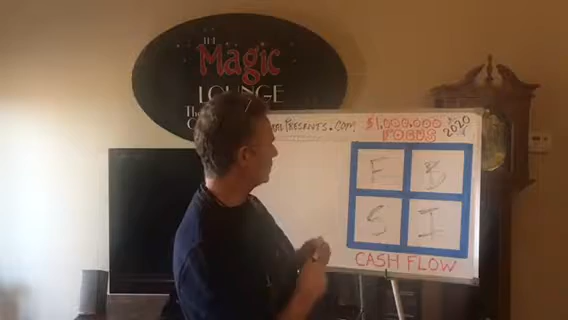 THE
Magic
LOUNGE
PRESENTS.COM
$1,000,000
FOCUS
2020
E B
S I
CASH FLOW